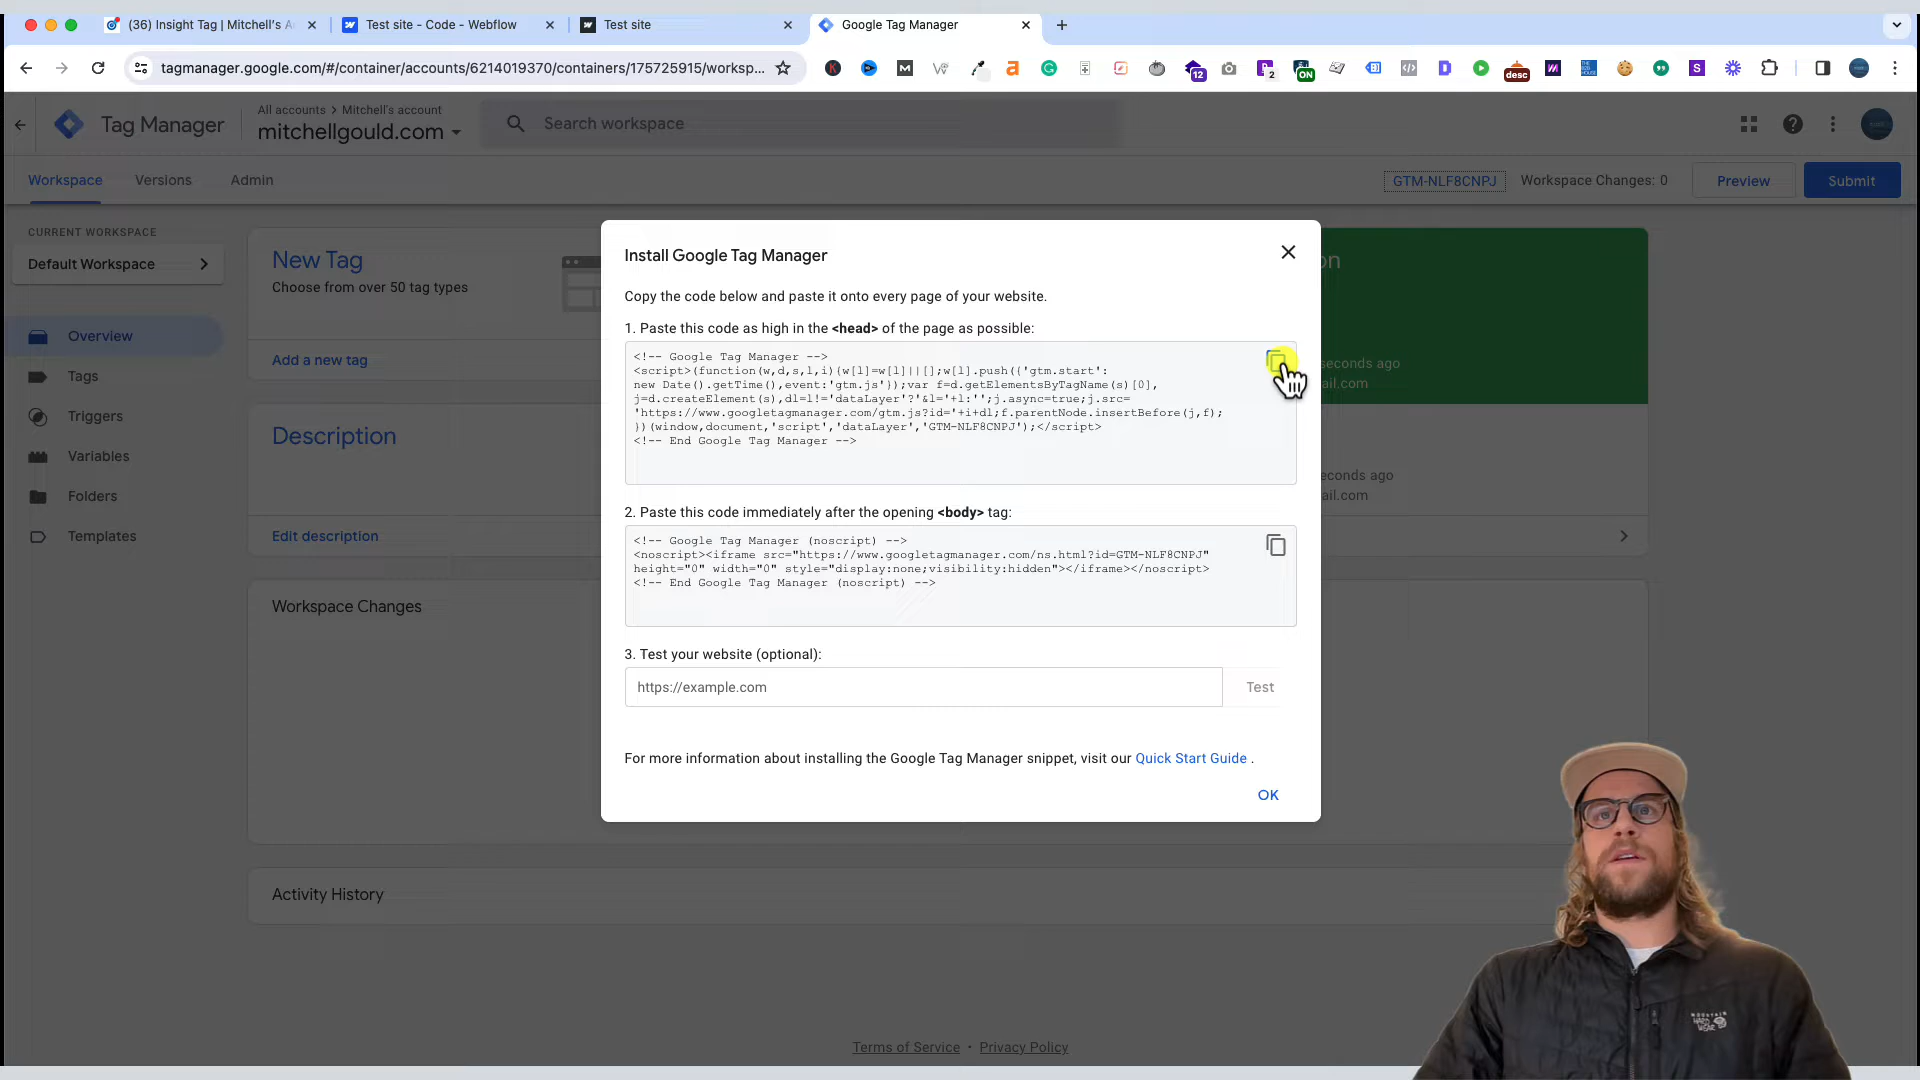 (36) Insight Tag | Mitchell's A
Test site - Code - Webflow
Test site
Google Tag Manager
tagmanager.google.com/#/container/accounts/6214019370/containers/175725915/worksp...
12
2
ON
desc
Tag Manager
All accounts > Mitchell's account
mitchellgould.com
Search workspace
Workspace
Versions
Admin
GTM-NLF8CNPJ
Workspace Changes: 0
Preview
Submit
CURRENT WORKSPACE
Default Workspace
Overview
Tags
Triggers
Variables
Folders
Templates
New Tag
Choose from over 50 tag types
Add a new tag
Description
Edit description
Workspace Changes
Activity History
Install Google Tag Manager
Copy the code below and paste it onto every page of your website.
1. Paste this code as high in the <head> of the page as possible:
<!-- Google Tag Manager -->
<script>(function(w,d,s,l,i){w[l]=w[l]||[];w[l].push({'gtm.start':
new Date().getTime(),event:'gtm.js'});var f=d.getElementsByTagName(s)[0],
j=d.createElement(s),dl=l!='dataLayer'?'&l='+l:'';j.async=true;j.src=
'https://www.googletagmanager.com/gtm.js?id='+i+dl;f.parentNode.insertBefore(j,f);
})(window,document,'script','dataLayer','GTM-NLF8CNPJ');</script>
<!-- End Google Tag Manager -->
2. Paste this code immediately after the opening <body> tag:
<!-- Google Tag Manager (noscript) -->
<noscript><iframe src="https://www.googletagmanager.com/ns.html?id=GTM-NLF8CNPJ"
height="0" width="0" style="display:none;visibility:hidden"></iframe></noscript>
<!-- End Google Tag Manager (noscript) -->
3. Test your website (optional):
https://example.com
Test
For more information about installing the Google Tag Manager snippet, visit our Quick Start Guide .
OK
on
seconds ago
ail.com
econds ago
ail.com
Terms of Service • Privacy Policy
MOUNTAIN
HARD
WEAR